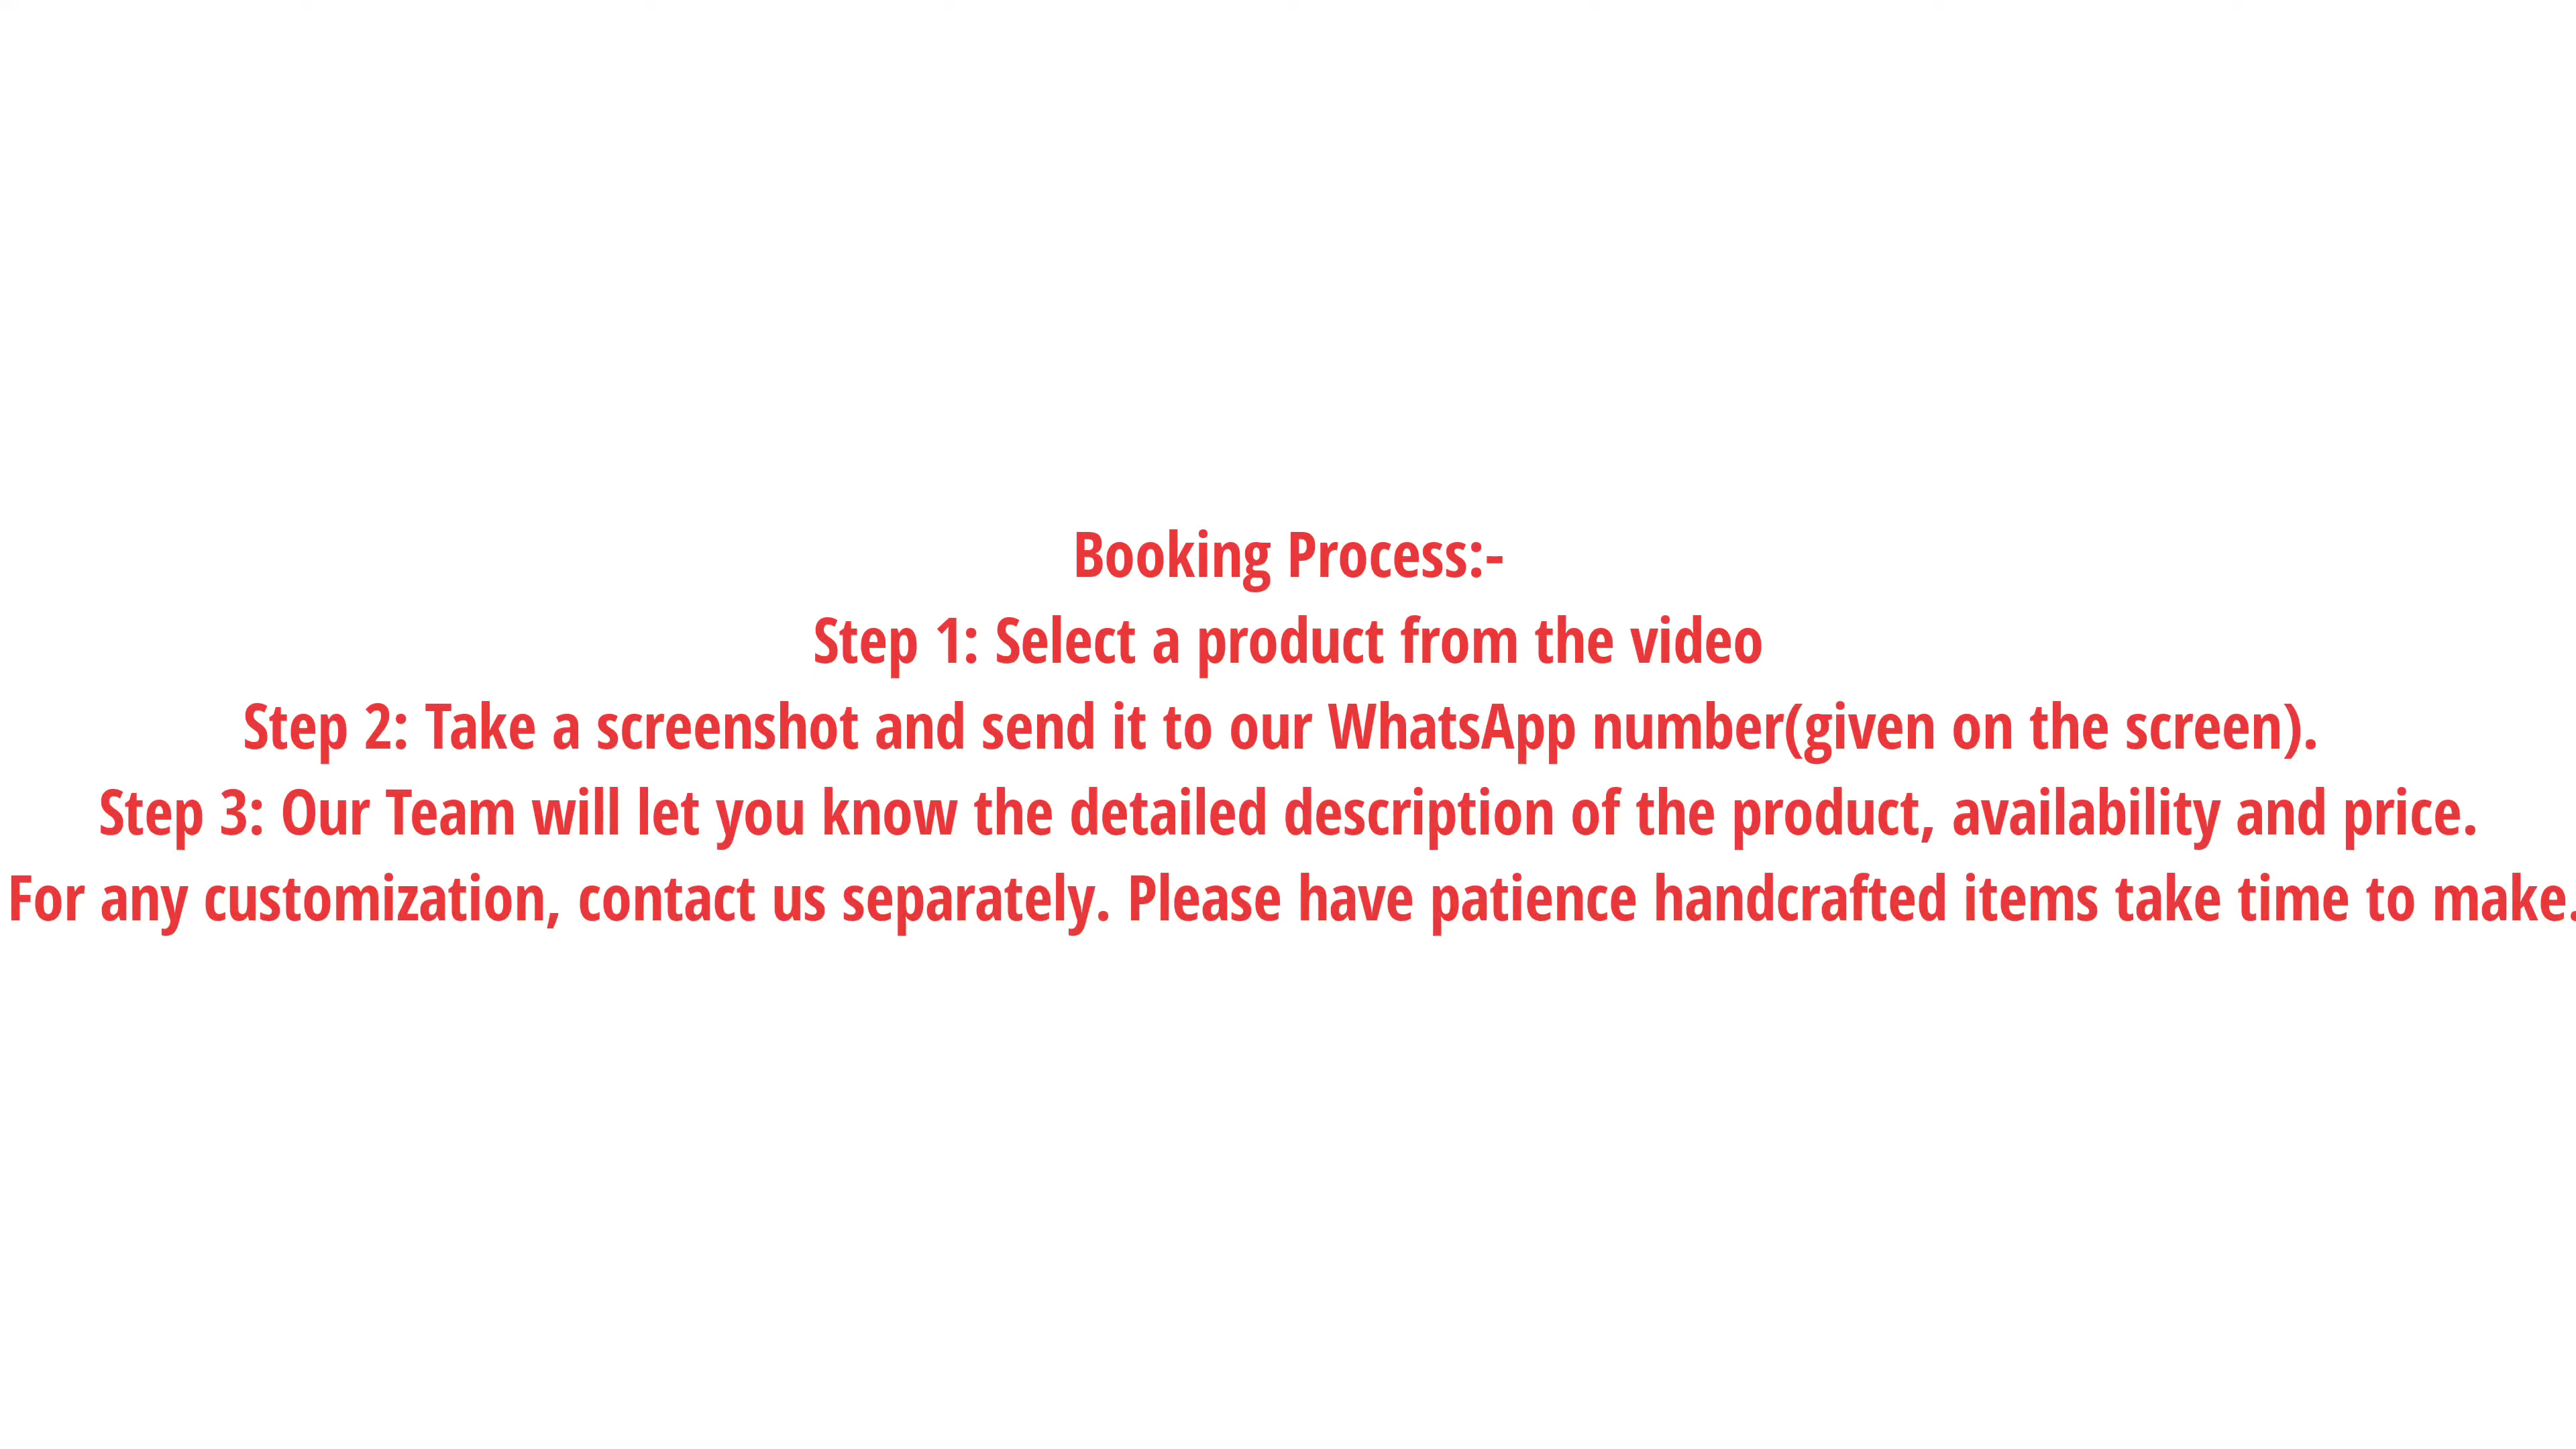 Booking Process:-
Step 1: Select a product from the video
Step 2: Take a screenshot and send it to our WhatsApp number(given on the screen).
Step 3: Our Team will let you know the detailed description of the product, availability and price.
For any customization, contact us separately. Please have patience handcrafted items take time to make.